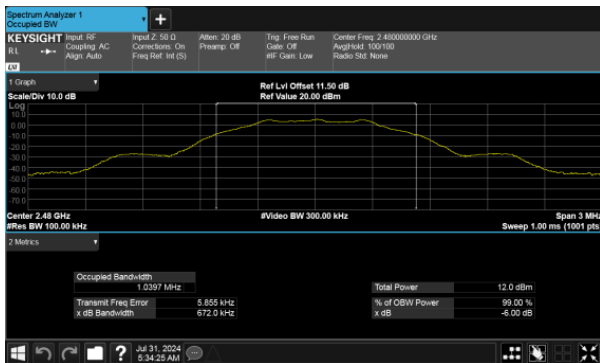 Spectrum Analyzer 1
Occupied BW
+
KEYSIGHT Input: RF Input Z: 50 Ω Atten: 20 dB Trig: Free Run Center Freq: 2.480000000 GHz
RL Coupling: AC Corrections: On Preamp: Off Gate: Off Avg|Hold: 100/100
Align: Auto Freq Ref: Int (S) #IF Gain: Low Radio Std: None
LXI
1 Graph Ref Lvl Offset 11.50 dB
Scale/Div 10.0 dB Ref Value 20.00 dBm
Log
10.0
0.00
-10.0
-20.0
-30.0
-40.0
-50.0
-60.0
-70.0
Center 2.48 GHz #Video BW 300.00 kHz Span 3 MHz
#Res BW 100.00 kHz Sweep 1.00 ms (1001 pts)
2 Metrics
Occupied Bandwidth
1.0397 MHz Total Power 12.0 dBm
Transmit Freq Error 5.855 kHz % of OBW Power 99.00 %
x dB Bandwidth 672.0 kHz x dB -6.00 dB
? Jul 31, 2024
5:34:25 AM